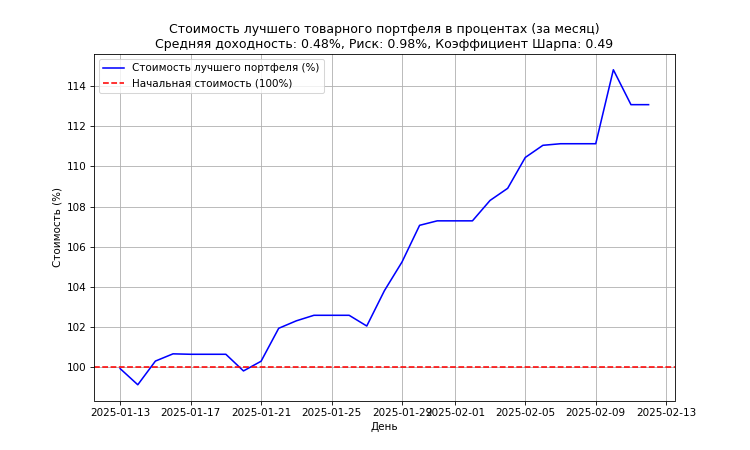 Стоимость лучшего товарного портфеля в процентах (за месяц)
Средняя доходность: 0.48%, Риск: 0.98%, Коэффициент Шарпа: 0.49
Стоимость лучшего портфеля (%)
Начальная стоимость (100%)
Стоимость (%)
114
112
110
108
106
104
102
100
2025-01-13 2025-01-17 2025-01-21 2025-01-25 2025-01-29 2025-02-01 2025-02-05 2025-02-09 2025-02-13
День